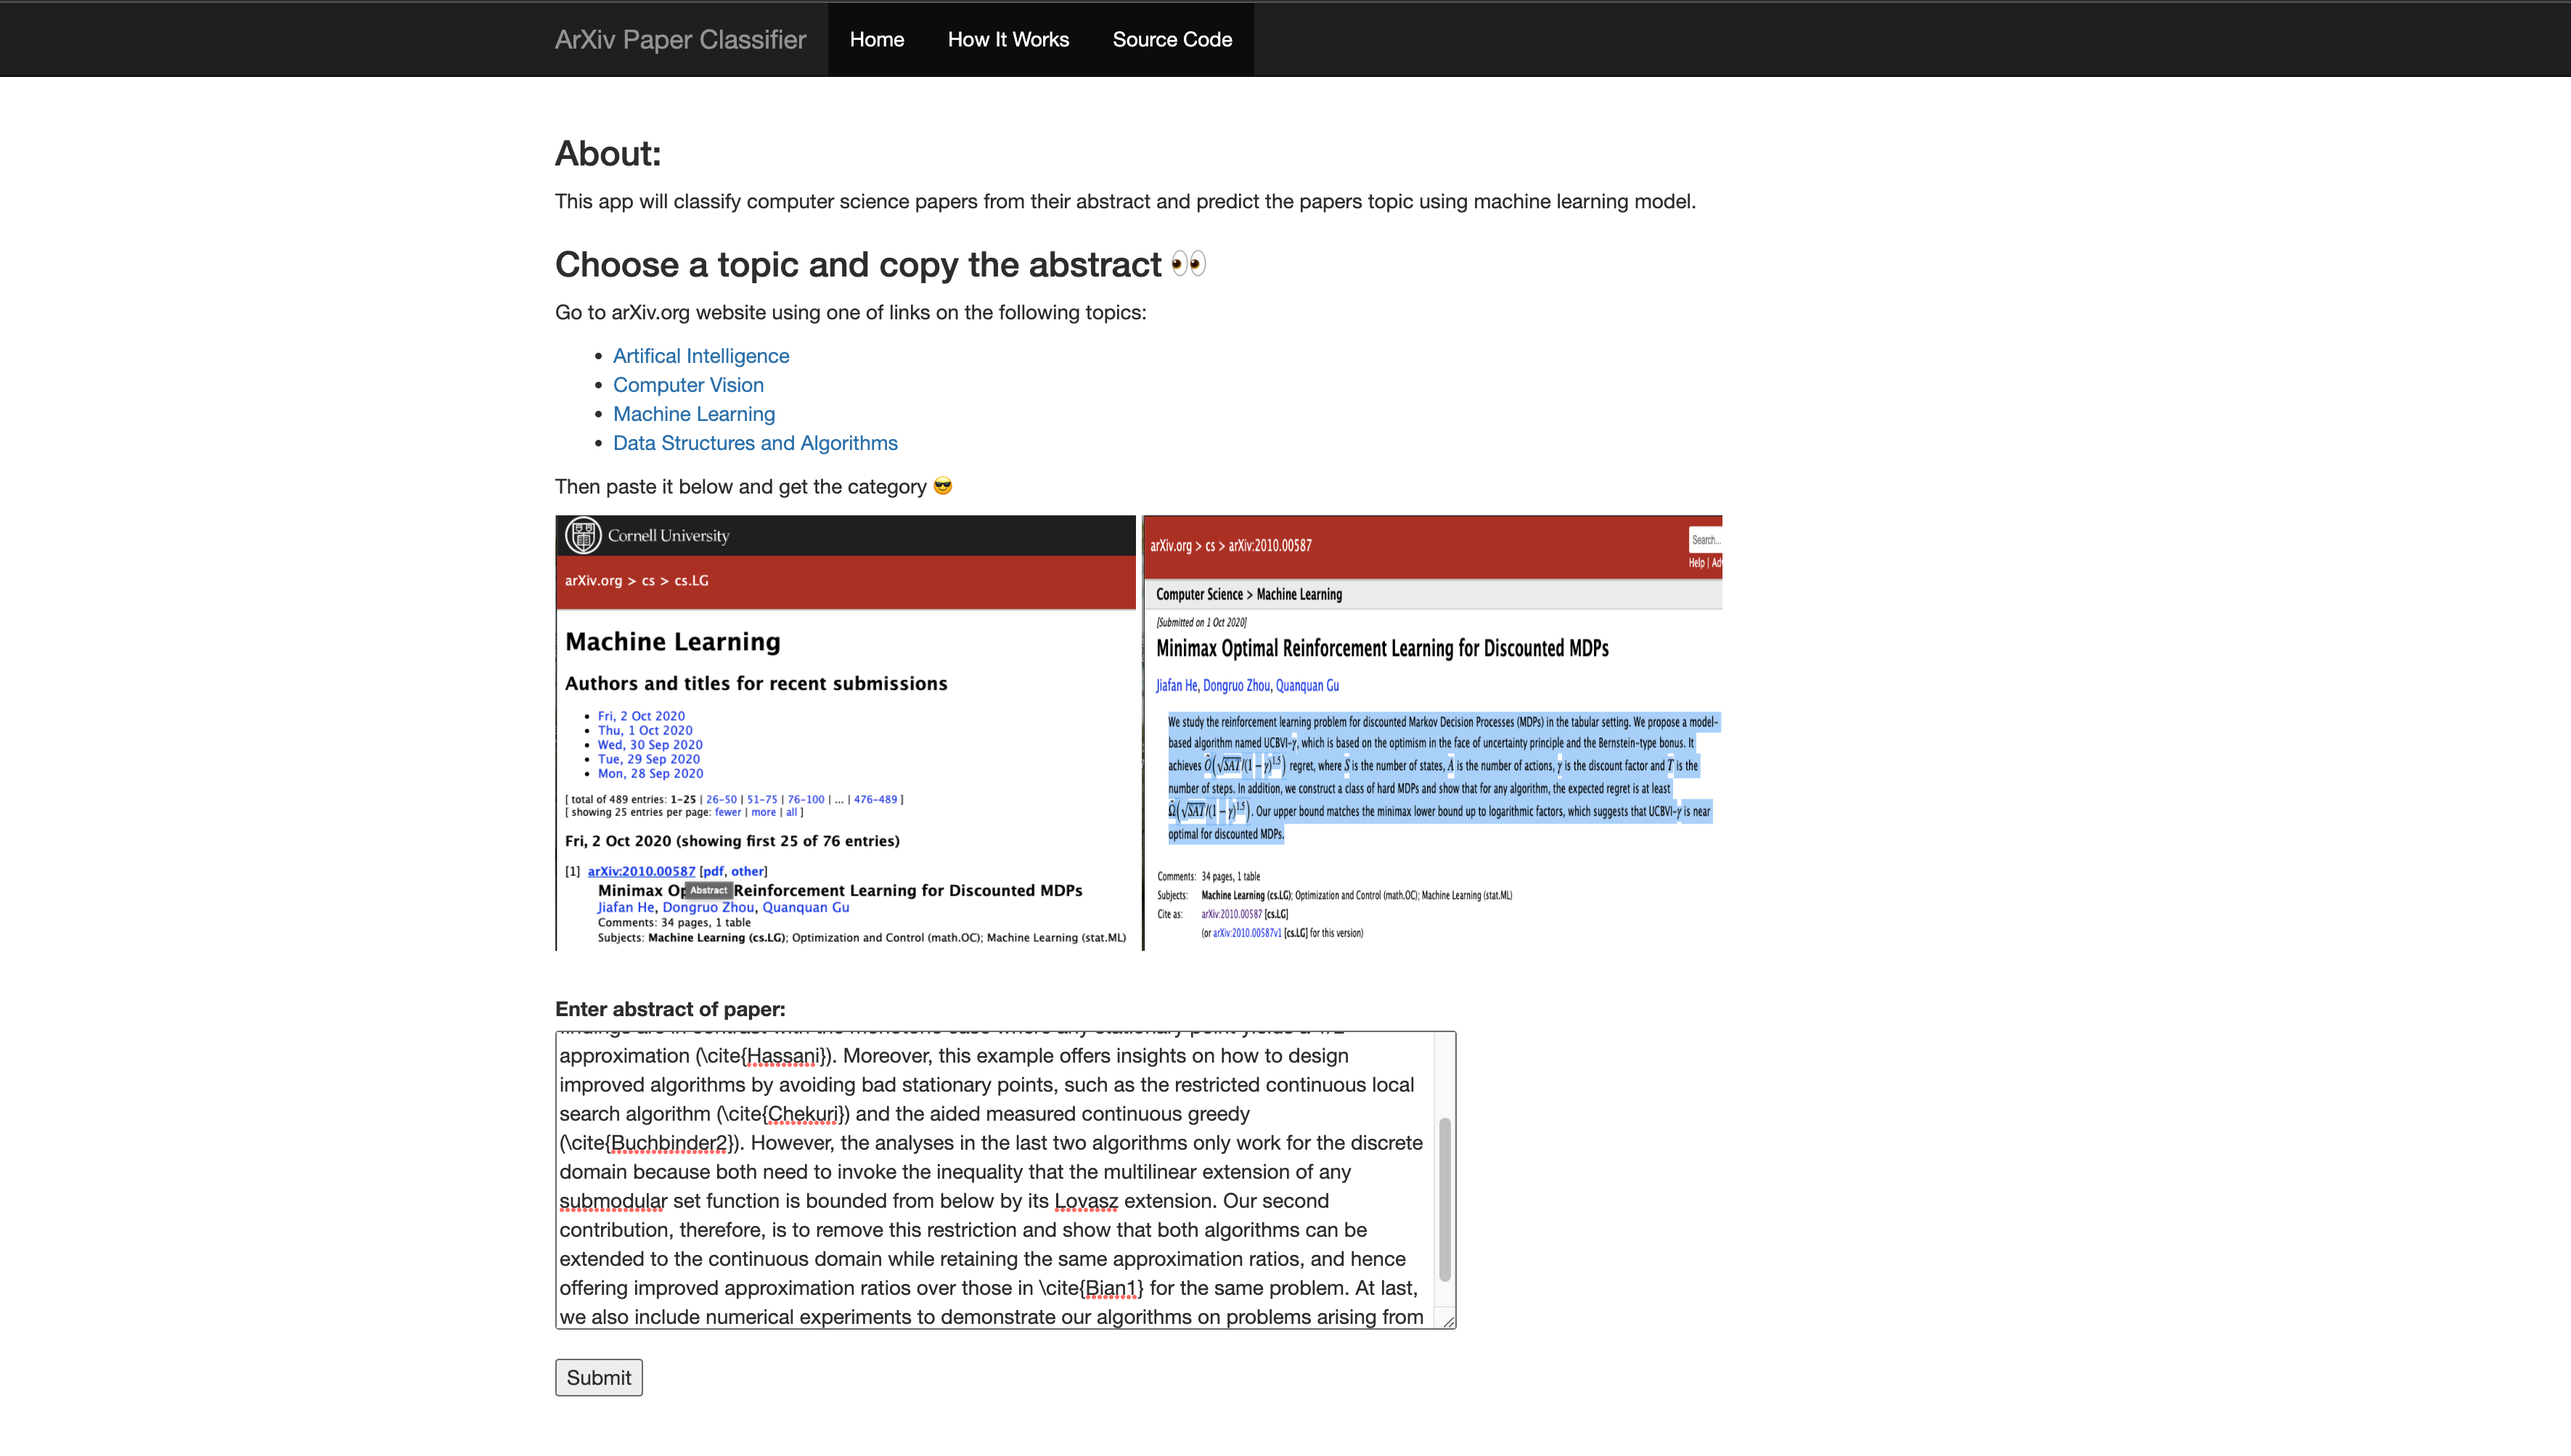 ArXiv Paper Classifier Home How It Works Source Code
About:
This app will classify computer science papers from their abstract and predict the papers topic using machine learning model.
Choose a topic and copy the abstract 👀
Go to arXiv.org website using one of links on the following topics:
• Artifical Intelligence
• Computer Vision
• Machine Learning
• Data Structures and Algorithms
Then paste it below and get the category 😎
Cornell University
arXiv.org > cs > cs.LG
Machine Learning
Authors and titles for recent submissions
• Fri, 2 Oct 2020
• Thu, 1 Oct 2020
• Wed, 30 Sep 2020
• Tue, 29 Sep 2020
• Mon, 28 Sep 2020
[ total of 489 entries: 1-25 | 26-50 | 51-75 | 76-100 | ... | 476-489 ]
[ showing 25 entries per page: fewer | more | all ]
Fri, 2 Oct 2020 (showing first 25 of 76 entries)
[1] arXiv:2010.00587 [pdf, other]
Minimax Op Abstract Reinforcement Learning for Discounted MDPs
Jiafan He, Dongruo Zhou, Quanquan Gu
Comments: 34 pages, 1 table
Subjects: Machine Learning (cs.LG); Optimization and Control (math.OC); Machine Learning (stat.ML)
arXiv.org > cs > arXiv:2010.00587
Search...
Help | Ad
Computer Science > Machine Learning
[Submitted on 1 Oct 2020]
Minimax Optimal Reinforcement Learning for Discounted MDPs
Jiafan He, Dongruo Zhou, Quanquan Gu
We study the reinforcement learning problem for discounted Markov Decision Processes (MDPs) in the tabular setting. We propose a model-
based algorithm named UCBVI-γ, which is based on the optimism in the face of uncertainty principle and the Bernstein-type bonus. It
achieves Õ(√SAT/(1 − γ)^1.5) regret, where S is the number of states, A is the number of actions, γ is the discount factor and T is the
number of steps. In addition, we construct a class of hard MDPs and show that for any algorithm, the expected regret is at least
Ω̃(√SAT/(1 − γ)^1.5). Our upper bound matches the minimax lower bound up to logarithmic factors, which suggests that UCBVI-γ is near
optimal for discounted MDPs.
Comments: 34 pages, 1 table
Subjects: Machine Learning (cs.LG); Optimization and Control (math.OC); Machine Learning (stat.ML)
Cite as: arXiv:2010.00587 [cs.LG]
(or arXiv:2010.00587v1 [cs.LG] for this version)
Enter abstract of paper:
findings are in contrast with the monotone case where any stationary point yields a 1/2
approximation (\cite{Hassani}). Moreover, this example offers insights on how to design
improved algorithms by avoiding bad stationary points, such as the restricted continuous local
search algorithm (\cite{Chekuri}) and the aided measured continuous greedy
(\cite{Buchbinder2}). However, the analyses in the last two algorithms only work for the discrete
domain because both need to invoke the inequality that the multilinear extension of any
submodular set function is bounded from below by its Lovasz extension. Our second
contribution, therefore, is to remove this restriction and show that both algorithms can be
extended to the continuous domain while retaining the same approximation ratios, and hence
offering improved approximation ratios over those in \cite{Bian1} for the same problem. At last,
we also include numerical experiments to demonstrate our algorithms on problems arising from
Submit